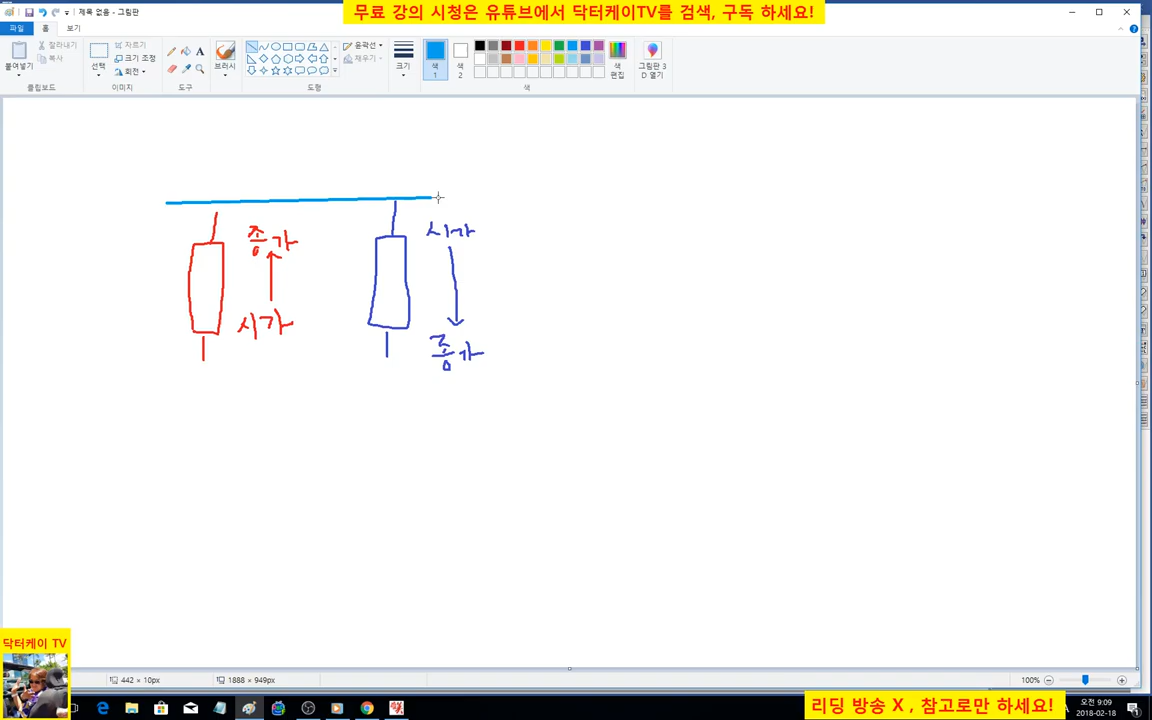 무료 강의 시청은 유튜브에서 닥터케이TV를 검색, 구독 하세요!
제목 없음 - 그림판
파일 홈 보기
붙여넣기 잘라내기 복사
클립보드
선택 자르기 크기 조정 회전
이미지
A
도구
브러시
윤곽선 채우기
도형
크기
색 1
색 2
색 편집
색
그림판 3D 열기
종가
시가
시가
종가
닥터케이 TV
442 × 10px
1888 × 949px
100%
리딩 방송 X , 참고로만 하세요!
오전 9:09
2018-02-18